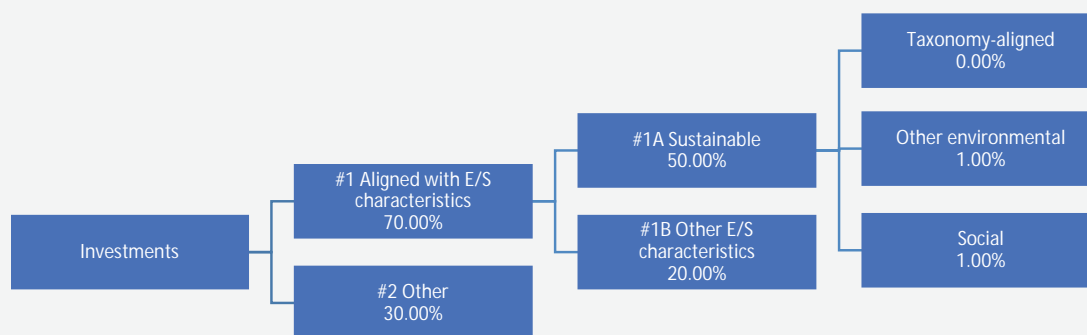 Investments
#1 Aligned with E/S
characteristics
70.00%
#2 Other
30.00%
#1A Sustainable
50.00%
#1B Other E/S
characteristics
20.00%
Taxonomy-aligned
0.00%
Other environmental
1.00%
Social
1.00%